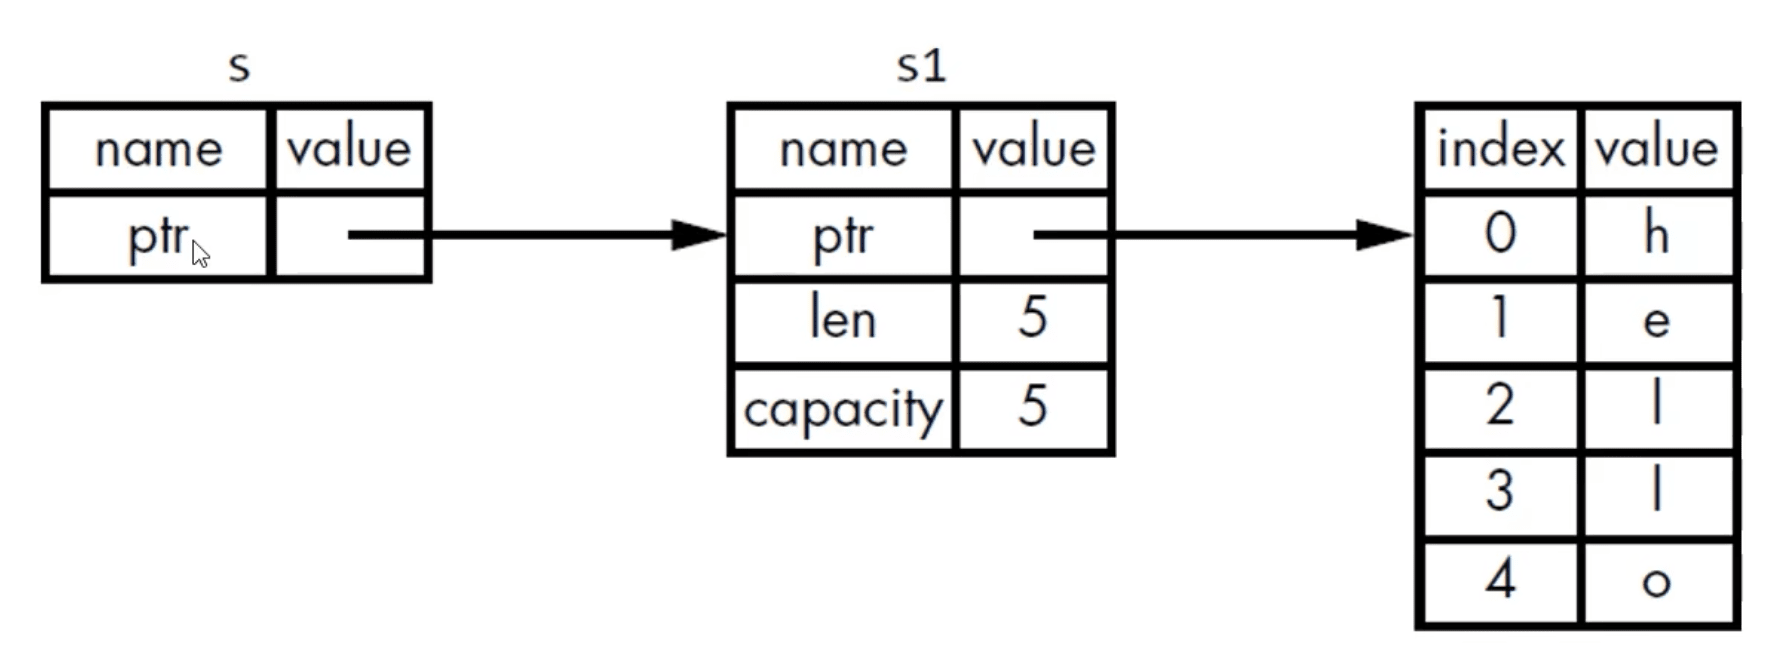 s
name value
ptr
s1
name value
ptr
len 5
capacity 5
index value
0 h
1 e
2 l
3 l
4 o